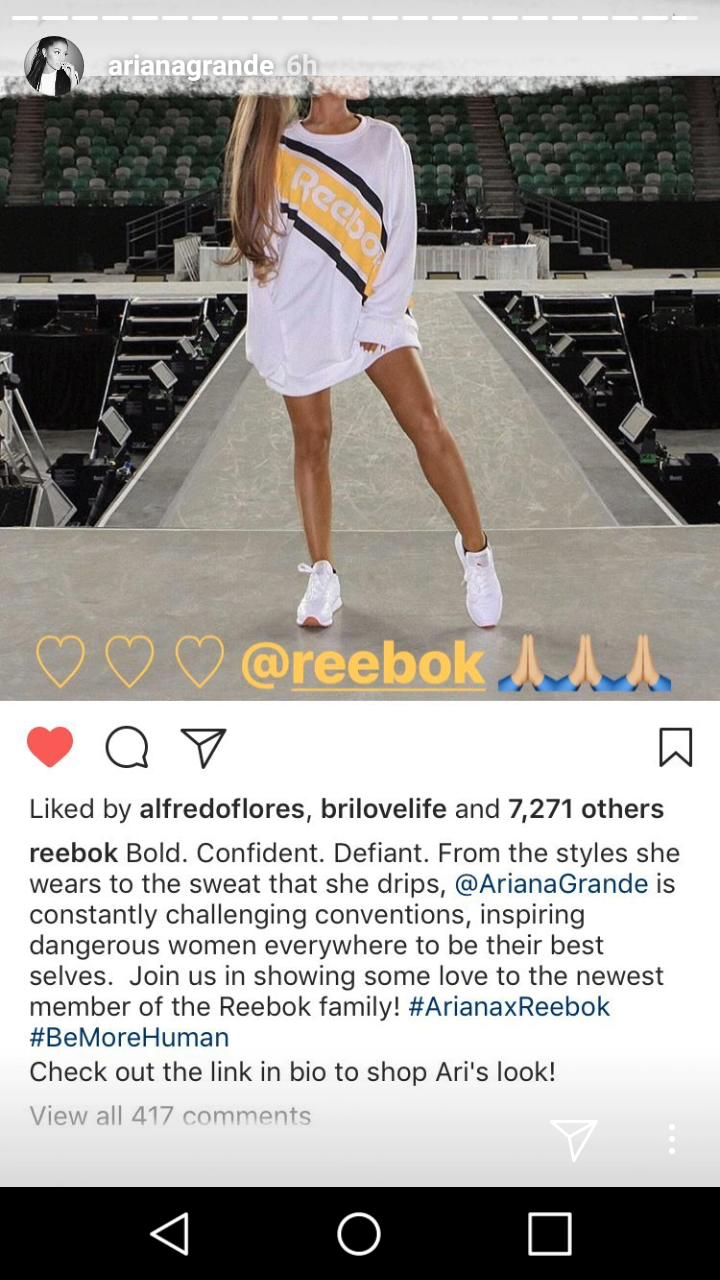 arianagrande 6h
Reebo
@reebok
Liked by alfredoflores, brilovelife and 7,271 others
reebok Bold. Confident. Defiant. From the styles she
wears to the sweat that she drips, @ArianaGrande is
constantly challenging conventions, inspiring
dangerous women everywhere to be their best
selves.  Join us in showing some love to the newest
member of the Reebok family! #ArianaxReebok
#BeMoreHuman
Check out the link in bio to shop Ari's look!
View all 417 comments